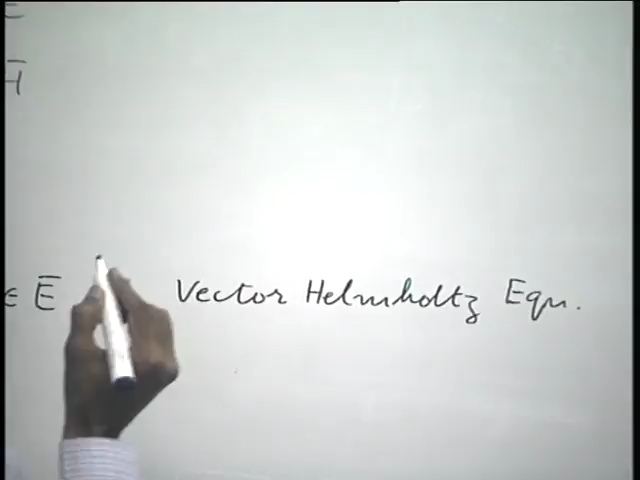 H̅
ϵ E̅ Vector Helmholtz Eqn.